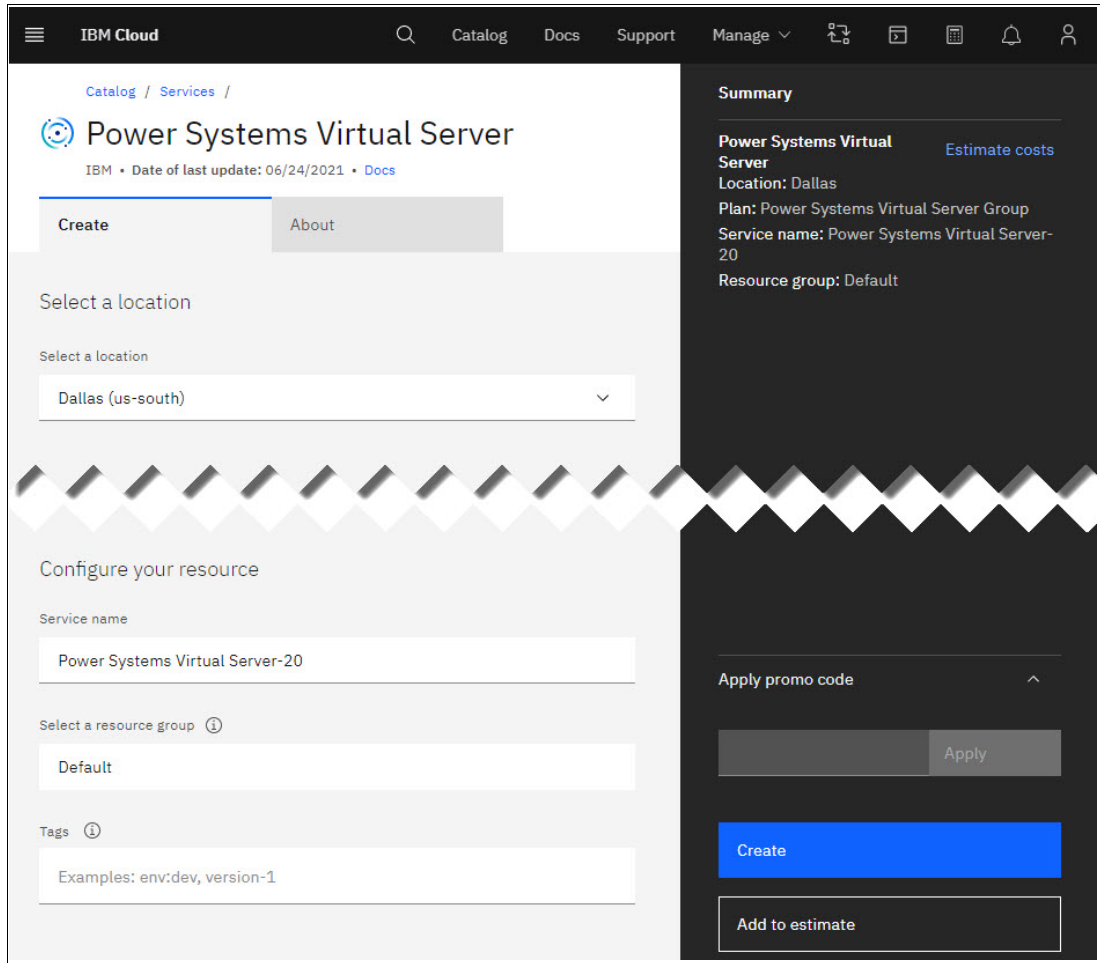 IBM Cloud
Catalog
Docs
Support
Manage
Catalog / Services /
Power Systems Virtual Server
IBM • Date of last update: 06/24/2021 • Docs
Create
About
Select a location
Select a location
Dallas (us-south)
Configure your resource
Service name
Power Systems Virtual Server-20
Select a resource group
Default
Tags
Examples: env:dev, version-1
Summary
Power Systems Virtual
Server
Estimate costs
Location: Dallas
Plan: Power Systems Virtual Server Group
Service name: Power Systems Virtual Server-
20
Resource group: Default
Apply promo code
Apply
Create
Add to estimate